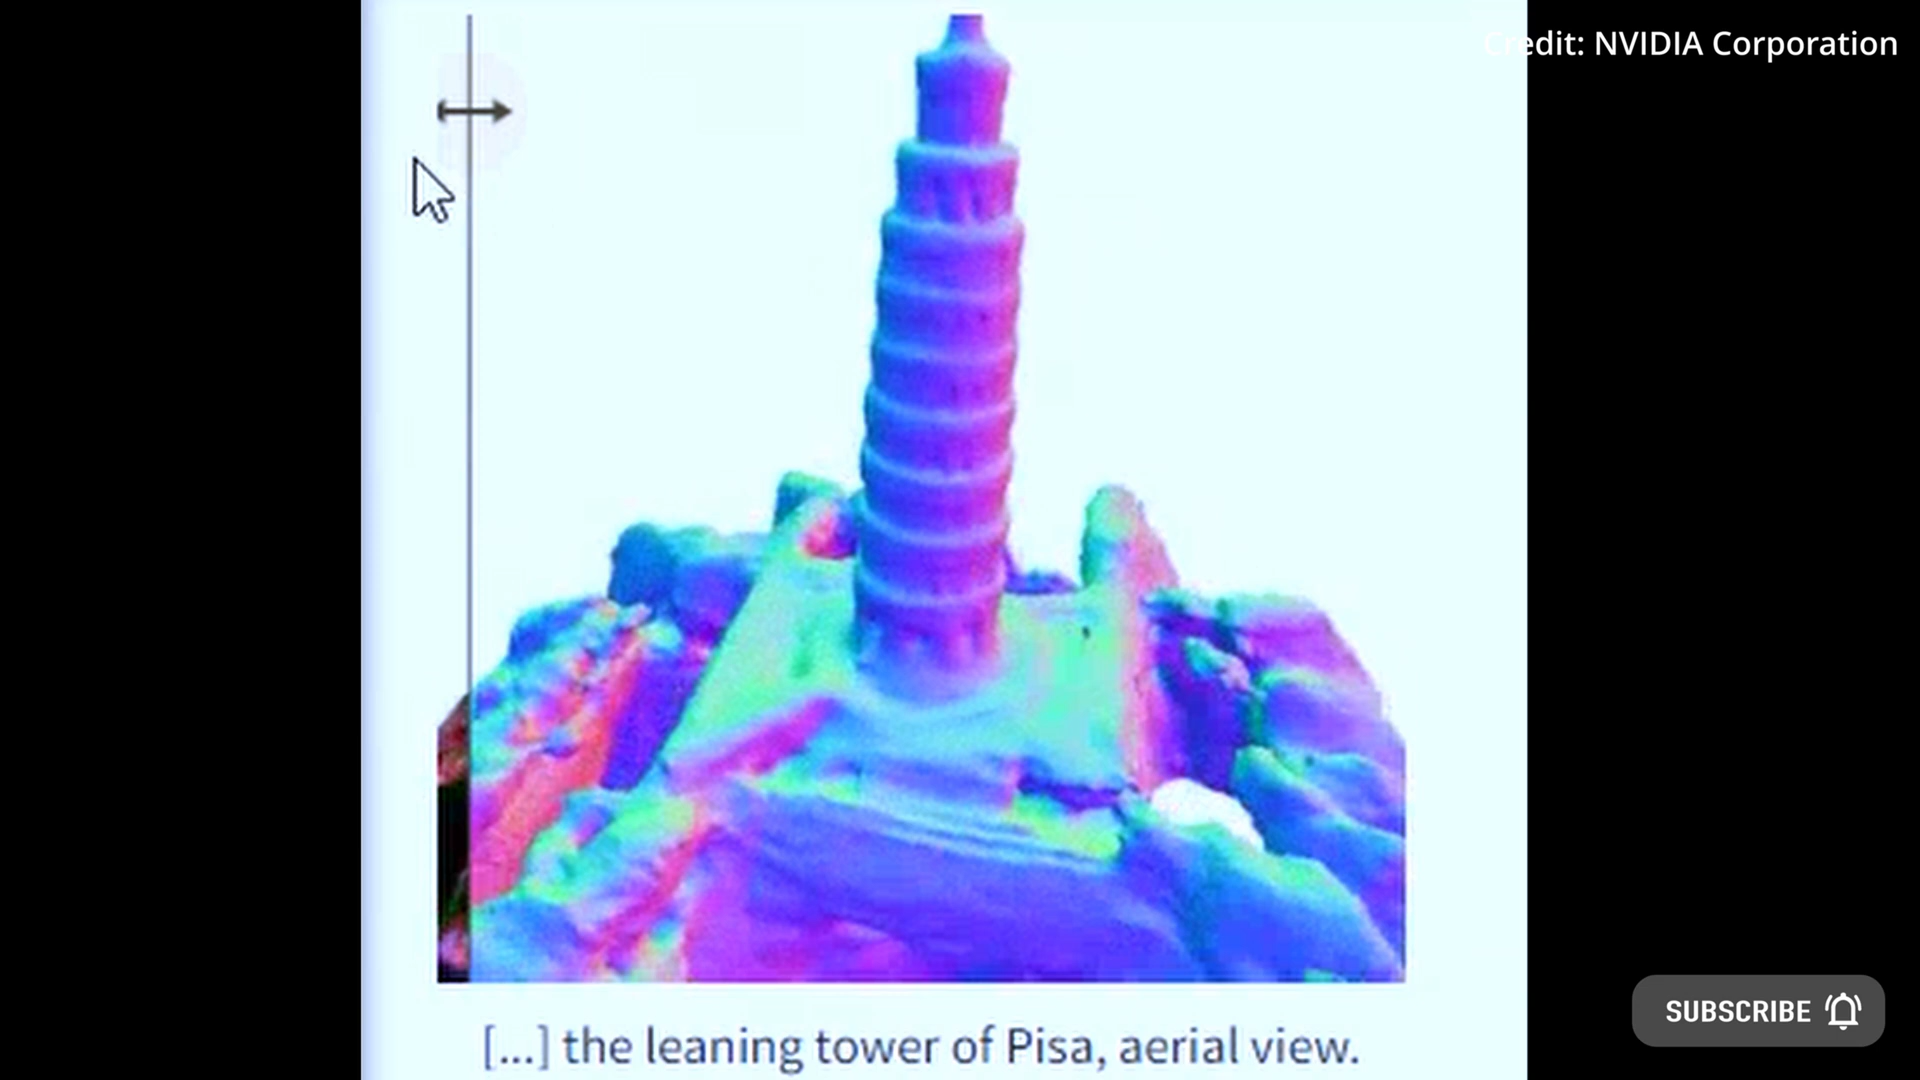 Credit: NVIDIA Corporation
SUBSCRIBE
[...] the leaning tower of Pisa, aerial view.